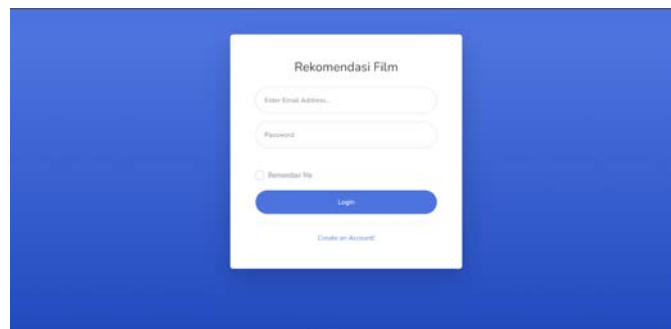 Rekomendasi Film
Enter Email Address...
Password
Remember Me
Login
Create an Account!